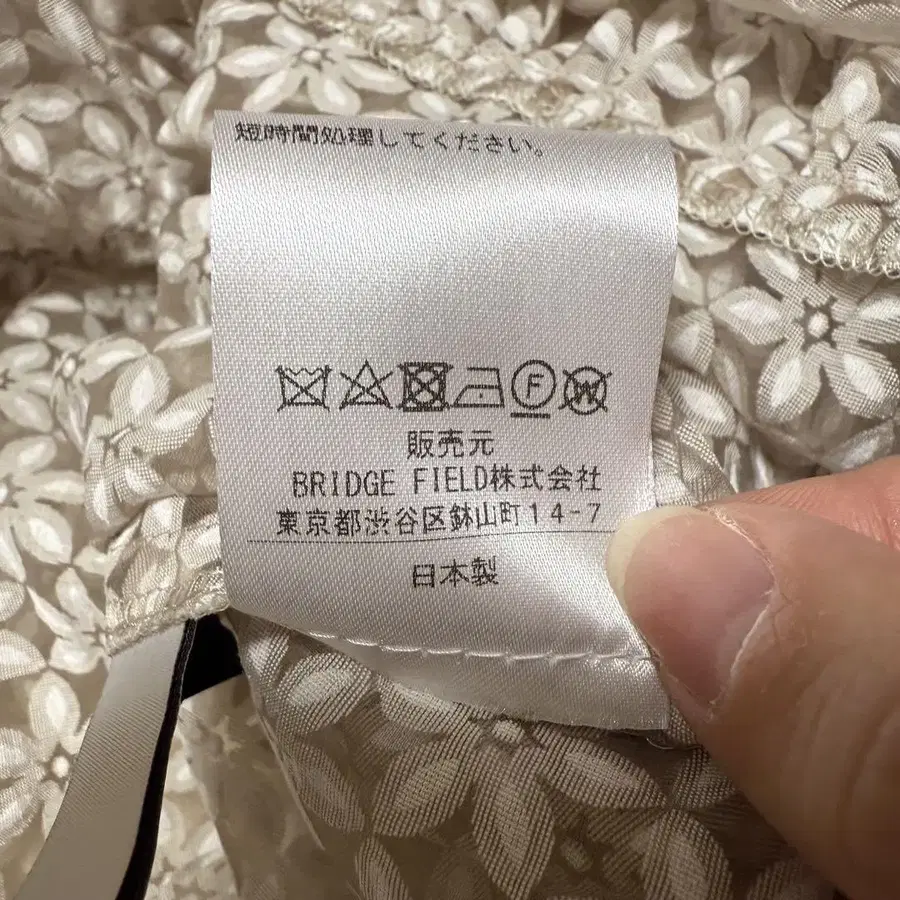 短時間処理してください。
F W
販売元
BRIDGE FIELD株式会社
東京都渋谷区鉢山町14-7
日本製